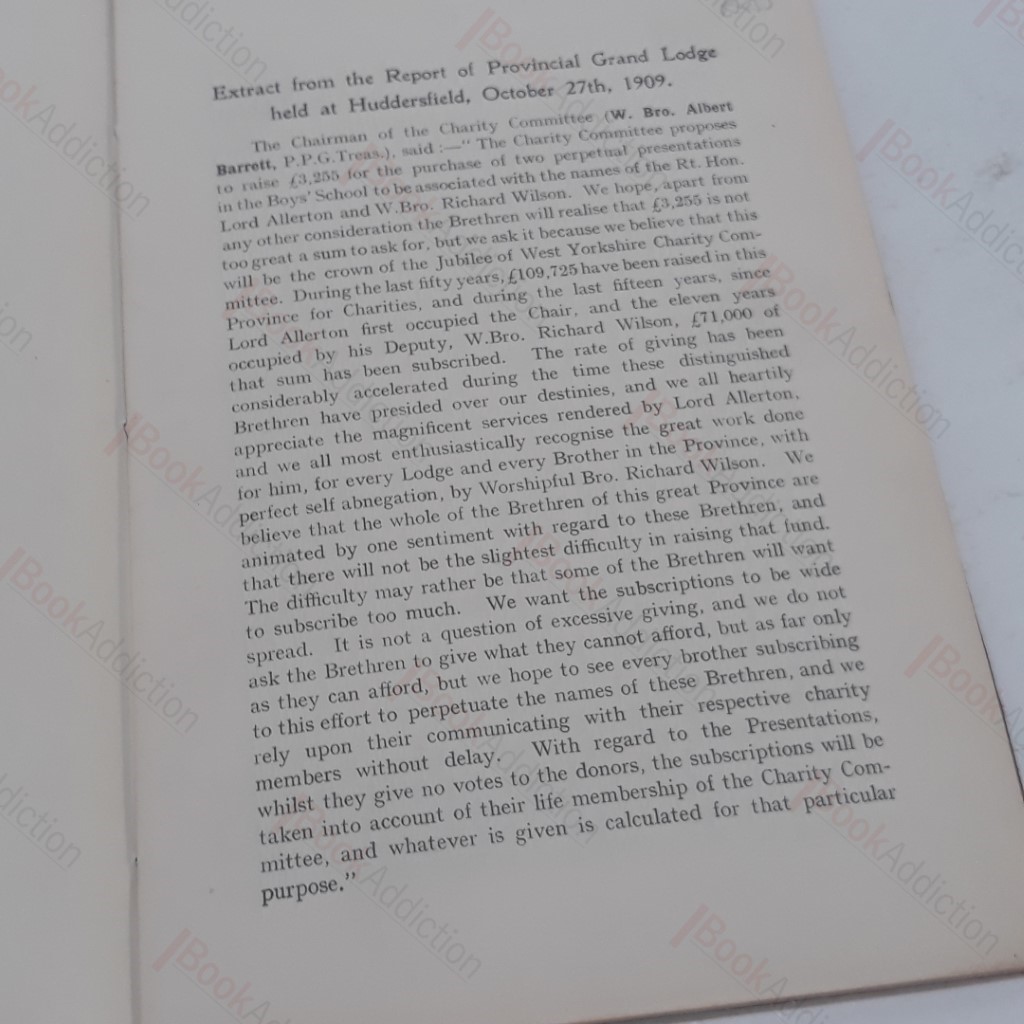 Extract from the Report of Provincial Grand Lodge
held at Huddersfield, October 27th, 1909.
The Chairman of the Charity Committee (W. Bro. Albert
Barrett, P.P.G.Treas.), said :—" The Charity Committee proposes
to raise £3,255 for the purchase of two perpetual presentations
in the Boys' School to be associated with the names of the Rt. Hon.
Lord Allerton and W.Bro. Richard Wilson. We hope, apart from
any other consideration the Brethren will realise that £3,255 is not
too great a sum to ask for, but we ask it because we believe that this
will be the crown of the Jubilee of West Yorkshire Charity Com-
mittee. During the last fifty years, £109,725 have been raised in this
Province for Charities, and during the last fifteen years, since
Lord Allerton first occupied the Chair, and the eleven years
occupied by his Deputy, W.Bro. Richard Wilson, £71,000 of
that sum has been subscribed. The rate of giving has been
considerably accelerated during the time these distinguished
Brethren have presided over our destinies, and we all heartily
appreciate the magnificent services rendered by Lord Allerton,
and we all most enthusiastically recognise the great work done
for him, for every Lodge and every Brother in the Province, with
perfect self abnegation, by Worshipful Bro. Richard Wilson. We
believe that the whole of the Brethren of this great Province are
animated by one sentiment with regard to these Brethren, and
that there will not be the slightest difficulty in raising that fund.
The difficulty may rather be that some of the Brethren will want
to subscribe too much. We want the subscriptions to be wide
spread. It is not a question of excessive giving, and we do not
ask the Brethren to give what they cannot afford, but as far only
as they can afford, but we hope to see every brother subscribing
to this effort to perpetuate the names of these Brethren, and we
rely upon their communicating with their respective charity
members without delay. With regard to the Presentations,
whilst they give no votes to the donors, the subscriptions will be
taken into account of their life membership of the Charity Com-
mittee, and whatever is given is calculated for that particular
purpose."
BookAddiction